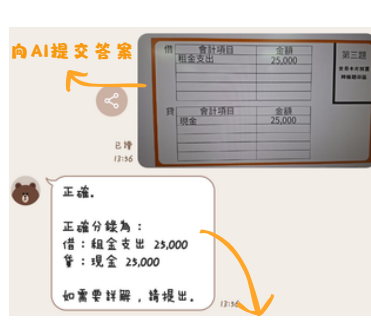 向AI提交答案
借 會計項目 金額
租金支出 25,000
第三題
貸 會計項目 金額
現金 25,000
已讀
13:56
正確.
正確分錄為：
借：租金支出 25,000
貸：現金 25,000
如需要詳解，請提出.
13:56